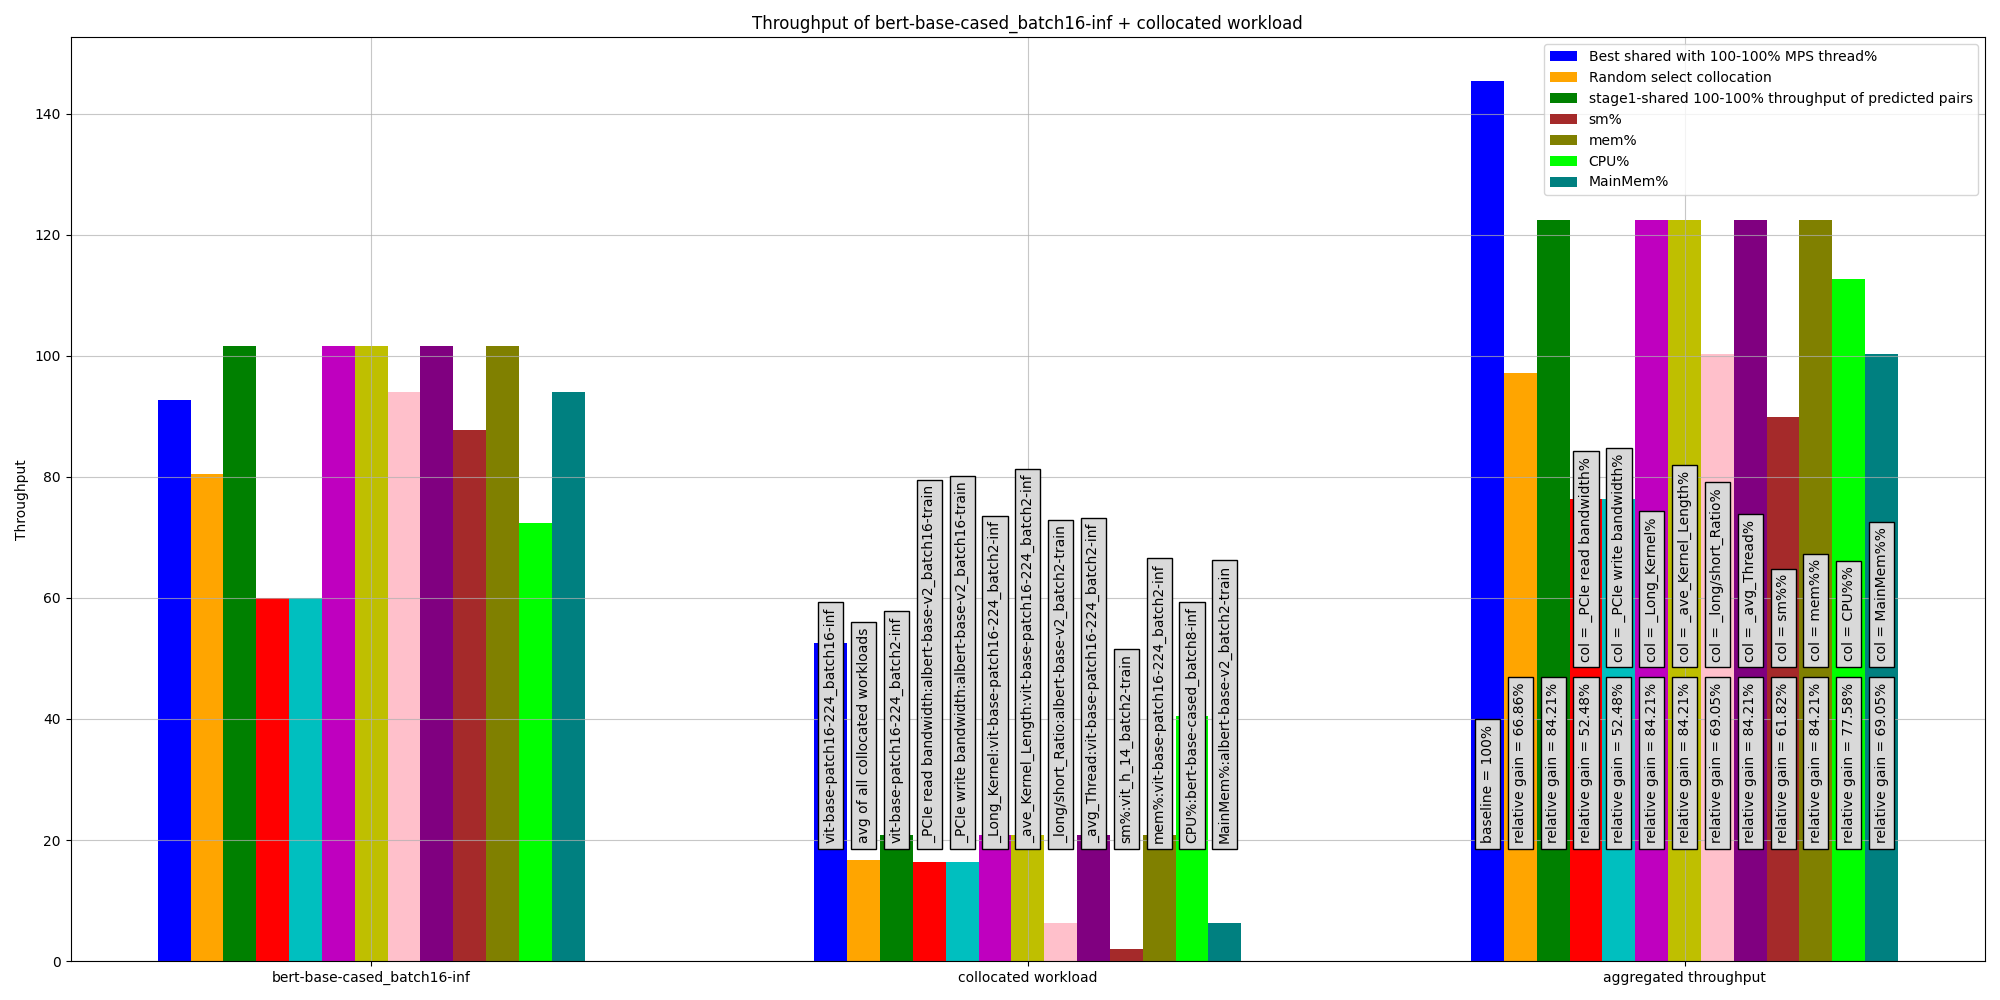 Throughput of bert-base-cased_batch16-inf + collocated workload
Best shared with 100-100% MPS thread%
Random select collocation
stage1-shared 100-100% throughput of predicted pairs
sm%
mem%
CPU%
MainMem%
Throughput
140
120
100
80
60
40
20
0
vit-base-patch16-224_batch16-inf
avg of all collocated workloads
vit-base-patch16-224_batch2-inf
_PCIe read bandwidth:albert-base-v2_batch16-train
_PCIe write bandwidth:albert-base-v2_batch16-train
_Long_Kernel:vit-base-patch16-224_batch2-inf
_ave_Kernel_Length:vit-base-patch16-224_batch2-inf
_long/short_Ratio:albert-base-v2_batch2-train
_avg_Thread:vit-base-patch16-224_batch2-inf
sm%:vit_h_14_batch2-train
mem%:vit-base-patch16-224_batch2-inf
CPU%:bert-base-cased_batch8-inf
MainMem%:albert-base-v2_batch2-train
col = _PCIe read bandwidth%
col = _PCIe write bandwidth%
col = _Long_Kernel%
col = _ave_Kernel_Length%
col = _long/short_Ratio%
col = _avg_Thread%
col = sm%%
col = mem%%
col = CPU%%
col = MainMem%%
baseline = 100%
relative gain = 66.86%
relative gain = 84.21%
relative gain = 52.48%
relative gain = 52.48%
relative gain = 84.21%
relative gain = 84.21%
relative gain = 69.05%
relative gain = 84.21%
relative gain = 61.82%
relative gain = 84.21%
relative gain = 77.58%
relative gain = 69.05%
bert-base-cased_batch16-inf
collocated workload
aggregated throughput